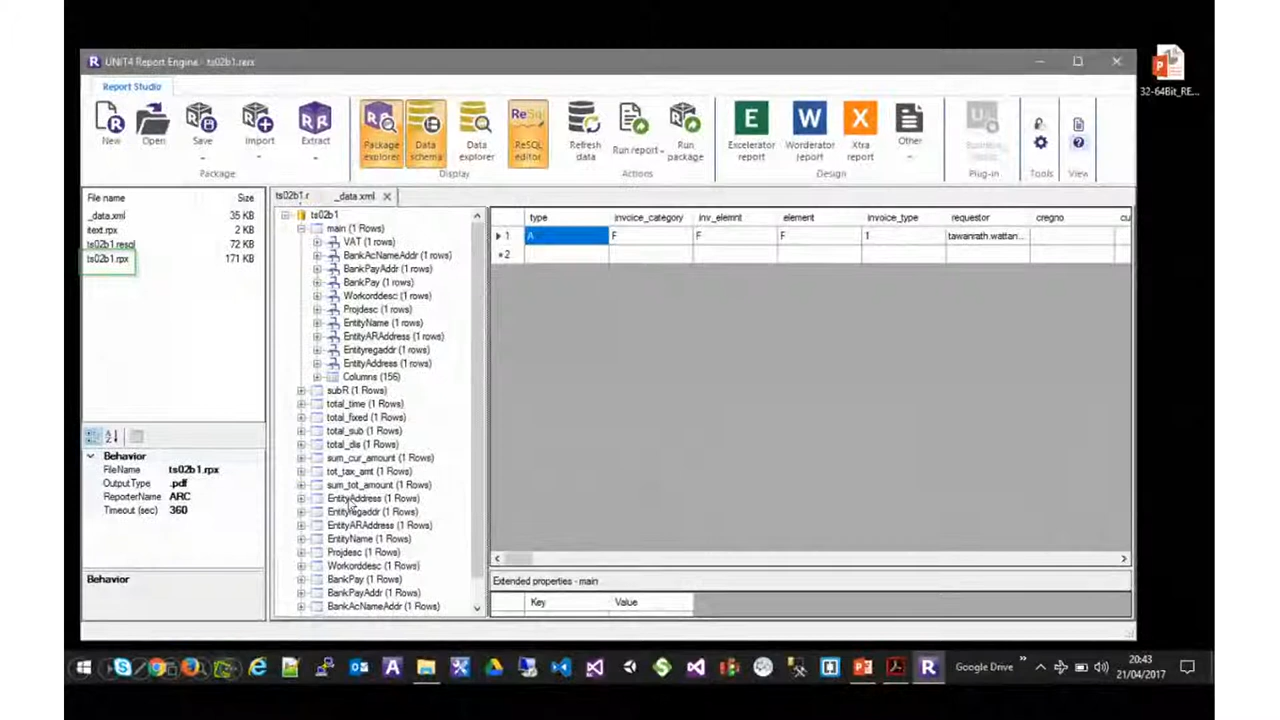 UNIT4 Report Engine - ts02b1.rerx
32-64Bit_RE...
Report Studio
New
Open
Save
Import
Extract
Package explorer
Data schema
Data explorer
ReSQL
ReSQL editor
Refresh data
Run report
Run package
E
Excelerator report
W
Worderator report
X
Xtra report
Other
Package
Display
Actions
Design
Plug-in
Tools
View
File name Size
_data.xml 35 KB
itext.rpx 2 KB
ts02b1.resql 72 KB
ts02b1.rpx 171 KB
Behavior
FileName ts02b1.rpx
OutputType .pdf
ReporterName ARC
Timeout (sec) 360
Behavior
ts02b1.r _data.xml
ts02b1
main (1 Rows)
VAT (1 rows)
BankAcNameAddr (1 rows)
BankPayAddr (1 rows)
BankPay (1 rows)
Workorddesc (1 rows)
Projdesc (1 rows)
EntityName (1 rows)
EntityARAddress (1 rows)
Entityregaddr (1 rows)
EntityAddress (1 rows)
Columns (156)
subR (1 Rows)
total_time (1 Rows)
total_fixed (1 Rows)
total_sub (1 Rows)
total_dis (1 Rows)
sum_cur_amount (1 Rows)
tot_tax_amt (1 Rows)
sum_tot_amount (1 Rows)
EntityAddress (1 Rows)
Entityregaddr (1 Rows)
EntityARAddress (1 Rows)
EntityName (1 Rows)
Projdesc (1 Rows)
Workorddesc (1 Rows)
BankPay (1 Rows)
BankPayAddr (1 Rows)
BankAcNameAddr (1 Rows)
type invoice_category inv_elemnt element invoice_type requestor cregno cu
1 A F F F 1 tawanrath.wattan...
2
Extended properties - main
Key Value
Google Drive
20:43
21/04/2017